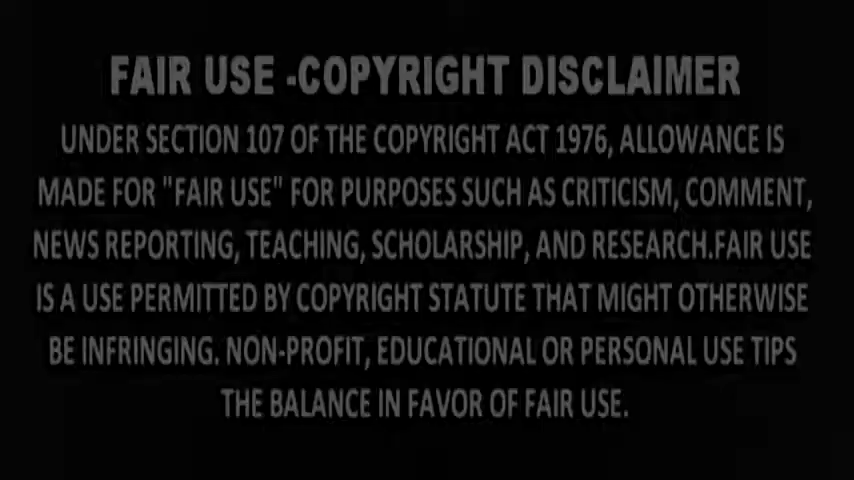 FAIR USE -COPYRIGHT DISCLAIMER
UNDER SECTION 107 OF THE COPYRIGHT ACT 1976, ALLOWANCE IS
MADE FOR "FAIR USE" FOR PURPOSES SUCH AS CRITICISM, COMMENT,
NEWS REPORTING, TEACHING, SCHOLARSHIP, AND RESEARCH.FAIR USE
IS A USE PERMITTED BY COPYRIGHT STATUTE THAT MIGHT OTHERWISE
BE INFRINGING. NON-PROFIT, EDUCATIONAL OR PERSONAL USE TIPS
THE BALANCE IN FAVOR OF FAIR USE.